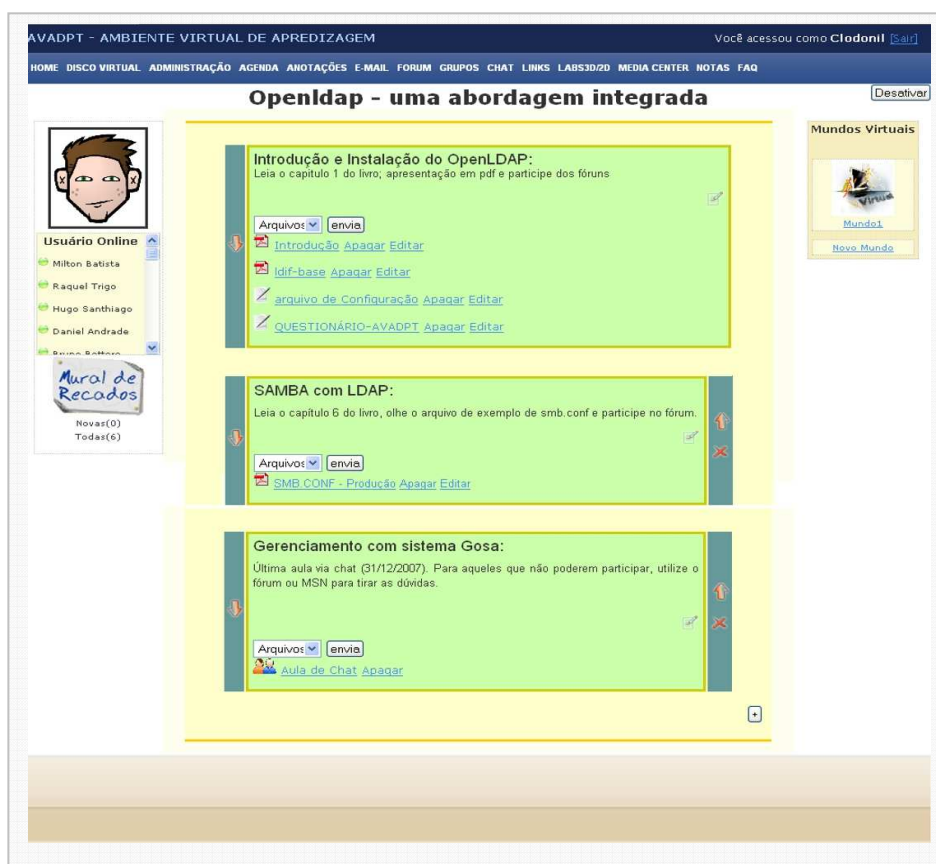 AVADPT - AMBIENTE VIRTUAL DE APREDIZAGEM
Você acessou como Clodonil [Sair]
HOME DISCO VIRTUAL ADMINISTRAÇÃO AGENDA ANOTAÇÕES E-MAIL FORUM GRUPOS CHAT LINKS LABS3D/2D MEDIA CENTER NOTAS FAQ
Openldap - uma abordagem integrada
Desativar
Usuário Online
Milton Batista
Raquel Trigo
Hugo Santhiago
Daniel Andrade
Mural de
Recados
Novas(0)
Todas(6)
Introdução e Instalação do OpenLDAP:
Leia o capitulo 1 do livro, apresentação em pdf e participe dos fóruns
Arquivos envia
Introdução Apagar Editar
ldif-base Apagar Editar
arquivo de Configuração Apagar Editar
QUESTIONÁRIO-AVADPT Apagar Editar
SAMBA com LDAP:
Leia o capítulo 6 do livro, olhe o arquivo de exemplo de smb.conf e participe no fórum.
Arquivos envia
SMB.CONF - Produção Apagar Editar
Gerenciamento com sistema Gosa:
Última aula via chat (31/12/2007). Para aqueles que não poderem participar, utilize o
fórum ou MSN para tirar as dúvidas.
Arquivos envia
Aula de Chat Apagar
+
Mundos Virtuais
Virtual
Mundo1
Novo Mundo